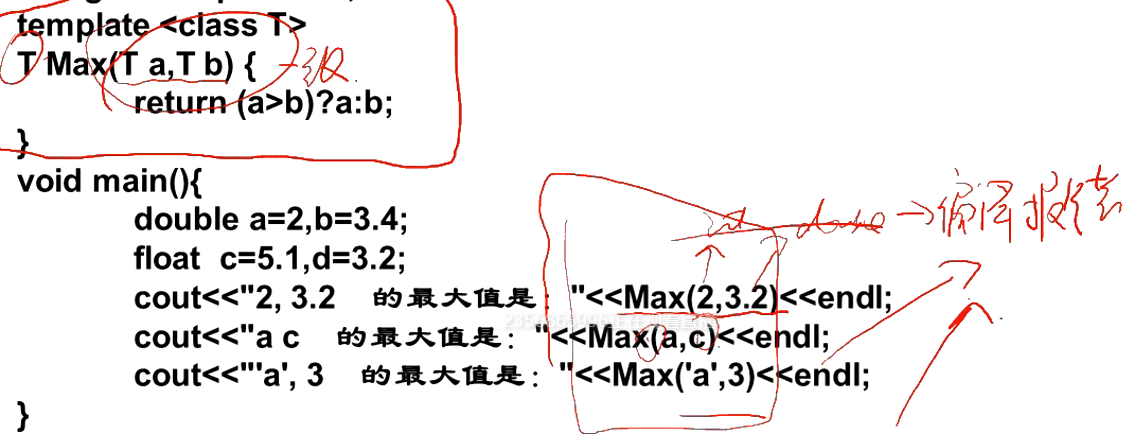 template <class T>
T Max(T a,T b) { 一致
return (a>b)?a:b;
}
void main(){
double a=2,b=3.4;
float c=5.1,d=3.2;
int double → 编译报错
cout<<"2, 3.2 的最大值是："<<Max(2,3.2)<<endl;
cout<<"a c 的最大值是："<<Max(a,c)<<endl;
cout<<"'a', 3 的最大值是："<<Max('a',3)<<endl;
}